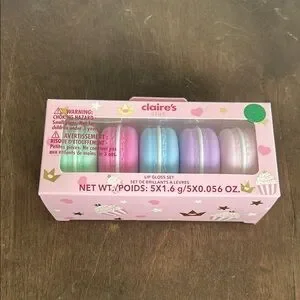 claire's
WARNING:
CHOKING HAZARD-
AVERTISSEMENT:
RISQUE D'ÉTOUFFEMENT-
LIP GLOSS SET
SET DE BRILLANTS À LÈVRES
NET WT./POIDS: 5X1.6 g/5X0.056 OZ.